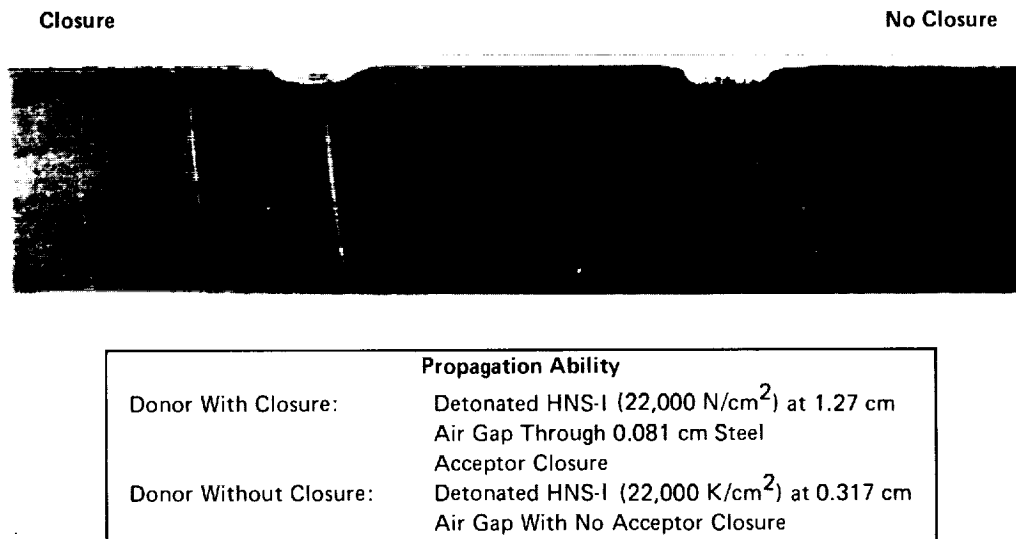 Closure No Closure
Propagation Ability
Donor With Closure: Detonated HNS-I (22,000 N/cm²) at 1.27 cm
Air Gap Through 0.081 cm Steel
Acceptor Closure
Donor Without Closure: Detonated HNS-I (22,000 K/cm²) at 0.317 cm
Air Gap With No Acceptor Closure